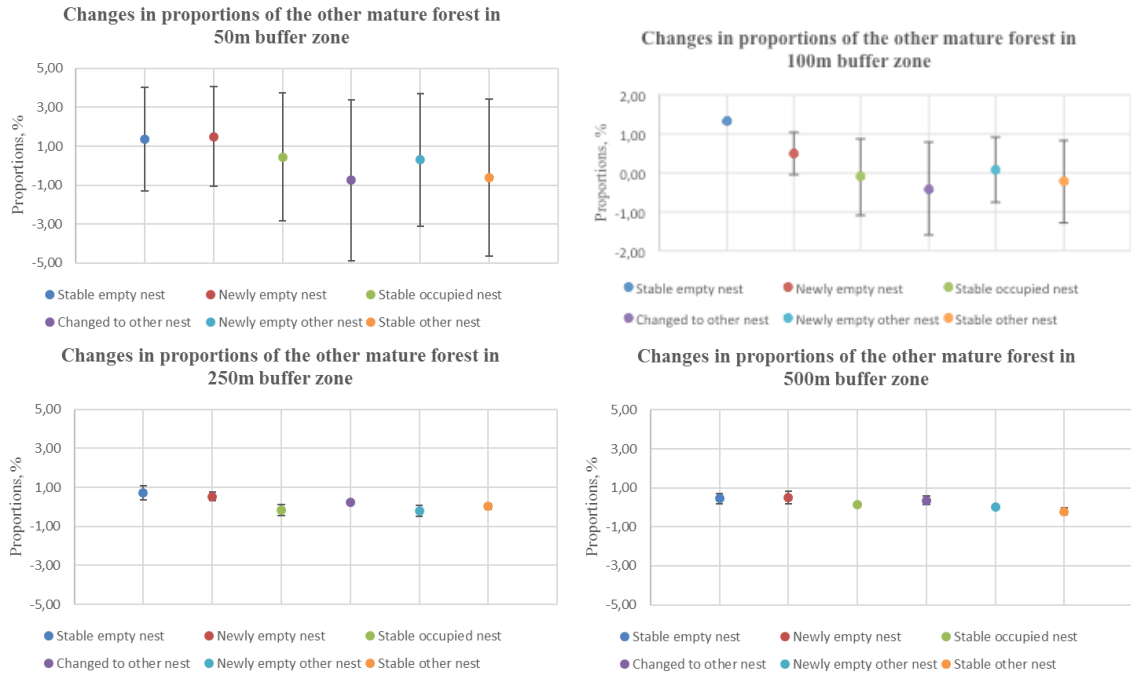 Changes in proportions of the other mature forest in
50m buffer zone
Proportions, %
5,00
3,00
1,00
-1,00
-3,00
-5,00
Stable empty nest
Newly empty nest
Stable occupied nest
Changed to other nest
Newly empty other nest
Stable other nest
Changes in proportions of the other mature forest in
100m buffer zone
Proportions, %
2,00
1,00
0,00
-1,00
-2,00
Stable empty nest
Newly empty nest
Stable occupied nest
Changed to other nest
Newly empty other nest
Stable other nest
Changes in proportions of the other mature forest in
250m buffer zone
Proportions, %
5,00
3,00
1,00
-1,00
-3,00
-5,00
Stable empty nest
Newly empty nest
Stable occupied nest
Changed to other nest
Newly empty other nest
Stable other nest
Changes in proportions of the other mature forest in
500m buffer zone
Proportions, %
5,00
3,00
1,00
-1,00
-3,00
-5,00
Stable empty nest
Newly empty nest
Stable occupied nest
Changed to other nest
Newly empty other nest
Stable other nest